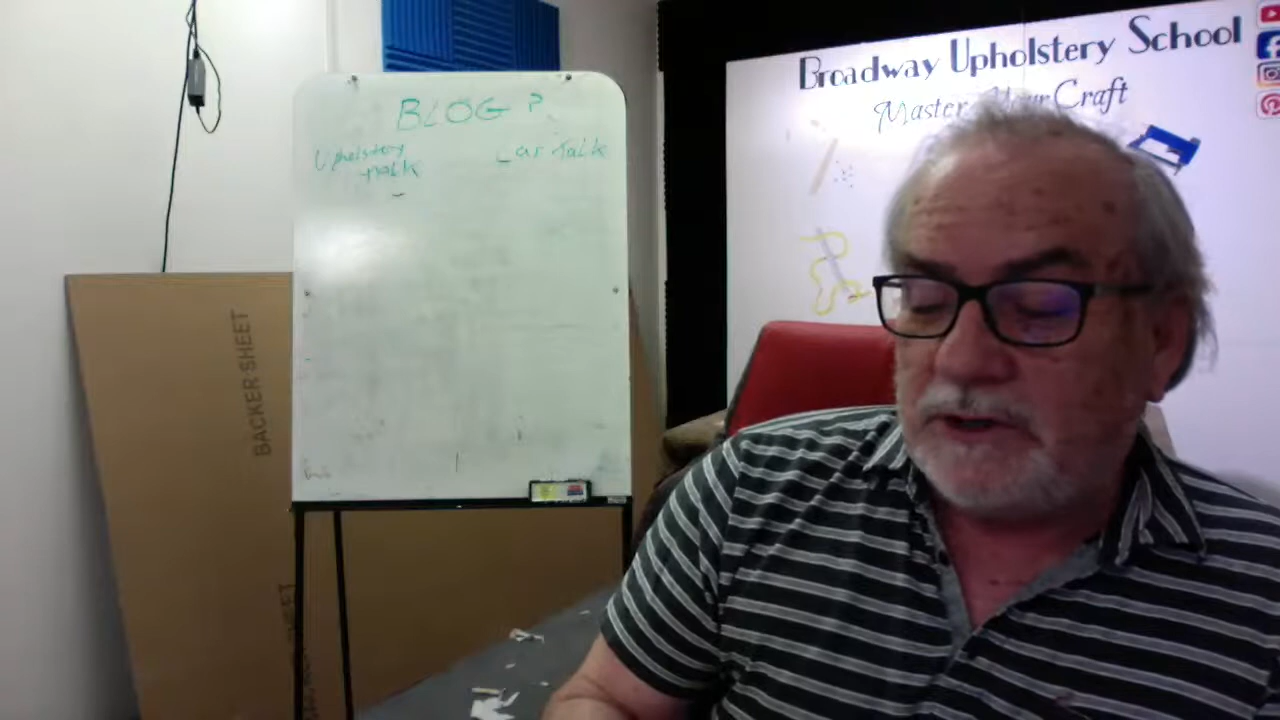 BLOG ?
Upholstery
Talk
Car Talk
BACKER SHEET
Broadway Upholstery School
Master Your Craft